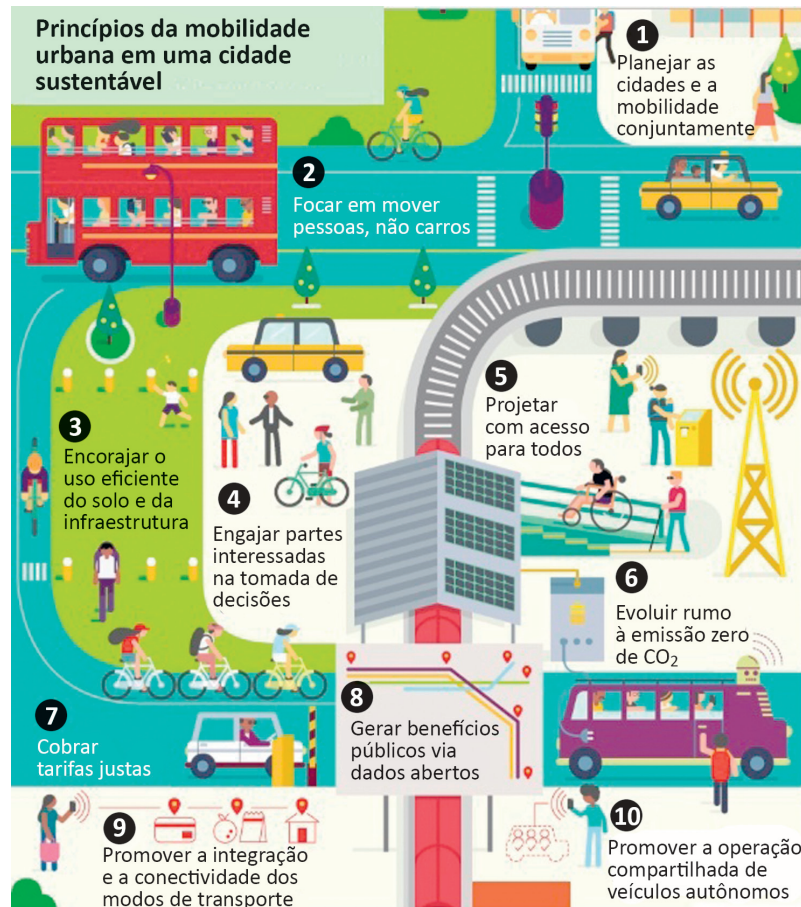 Princípios da mobilidade
urbana em uma cidade
sustentável
1
Planejar as
cidades e a
mobilidade
conjuntamente
2
Focar em mover
pessoas, não carros
3
Encorajar o
uso eficiente
do solo e da
infraestrutura
4
Engajar partes
interessadas
na tomada de
decisões
5
Projetar
com acesso
para todos
6
Evoluir rumo
à emissão zero
de CO₂
7
Cobrar
tarifas justas
8
Gerar benefícios
públicos via
dados abertos
9
Promover a integração
e a conectividade dos
modos de transporte
10
Promover a operação
compartilhada de
veículos autônomos